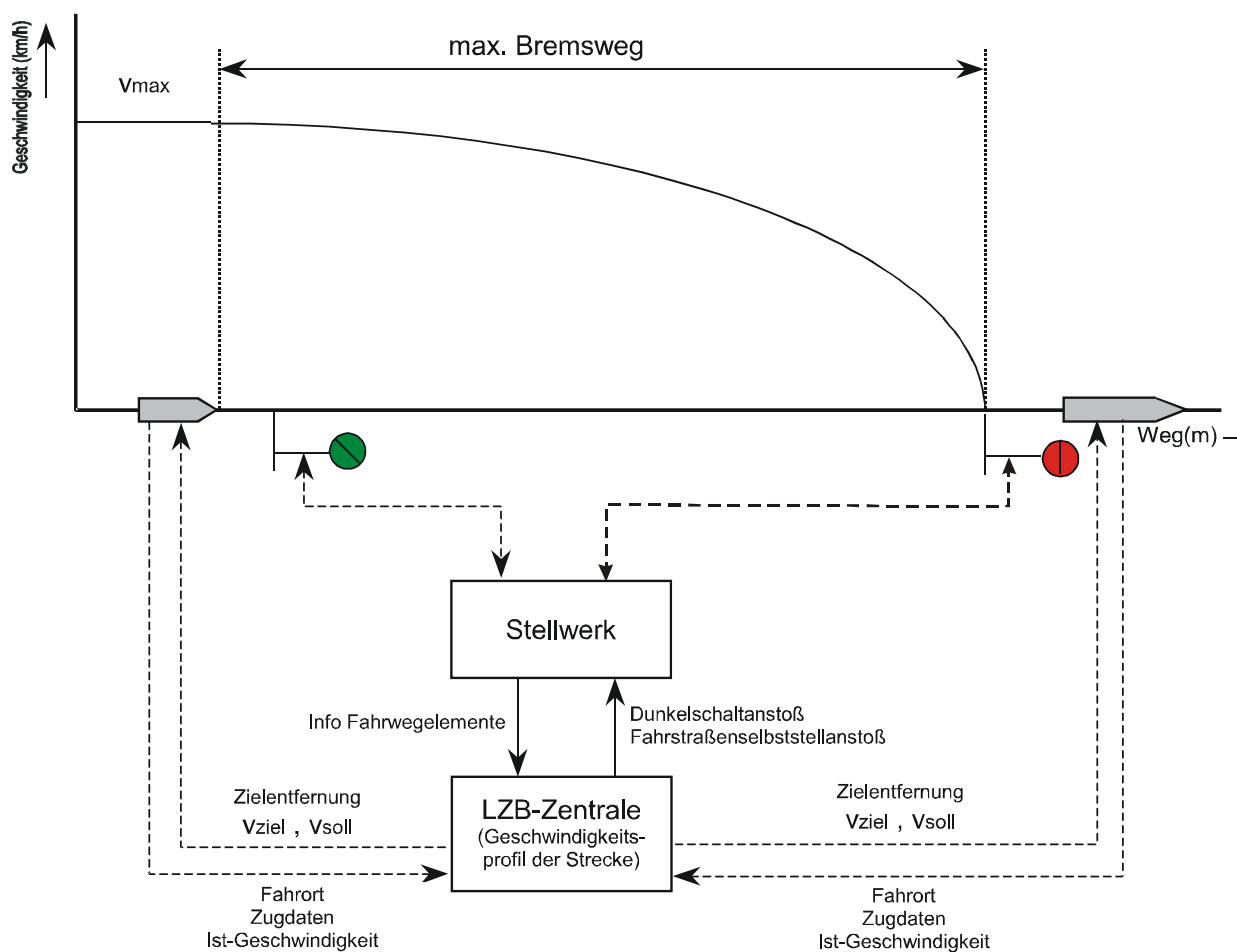 Geschwindigkeit (km/h)
max. Bremsweg
Vmax
Weg(m)
Stellwerk
Info Fahrwegelemente
Dunkelschaltanstoß
Fahrstraßenselbststellanstoß
Zielentfernung
Vziel , Vsoll
LZB-Zentrale
(Geschwindigkeits-
profil der Strecke)
Zielentfernung
Vziel , Vsoll
Fahrort
Zugdaten
Ist-Geschwindigkeit
Fahrort
Zugdaten
Ist-Geschwindigkeit